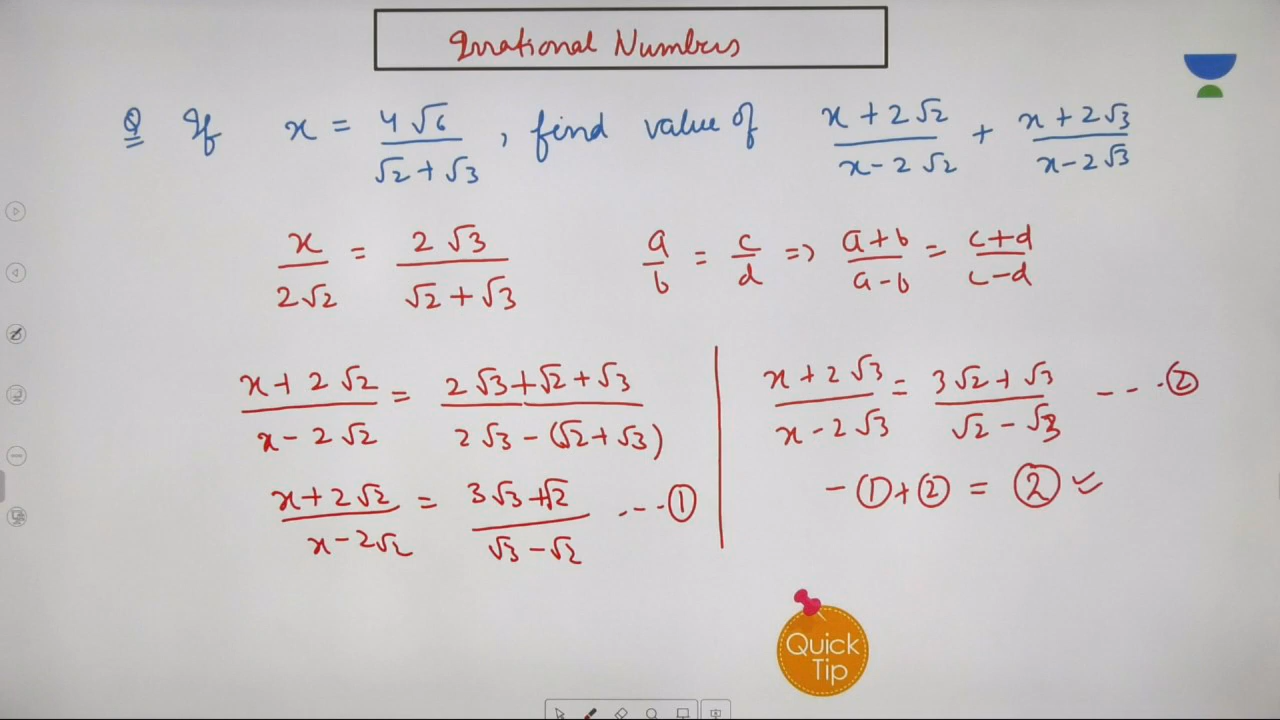 Irrational Numbers
Q If x = 4√6 / (√2 + √3) , find value of (x + 2√2) / (x - 2√2) + (x + 2√3) / (x - 2√3)
x / 2√2 = 2√3 / (√2 + √3)
a/b = c/d => (a+b) / (a-b) = (c+d) / (c-d)
(x + 2√2) / (x - 2√2) = (2√3 + √2 + √3) / (2√3 - (√2 + √3))
(x + 2√2) / (x - 2√2) = (3√3 + √2) / (√3 - √2) ---- ①
(x + 2√3) / (x - 2√3) = (3√2 + √3) / (√2 - √3) ---- ②
- ① + ② = ②
Quick
Tip